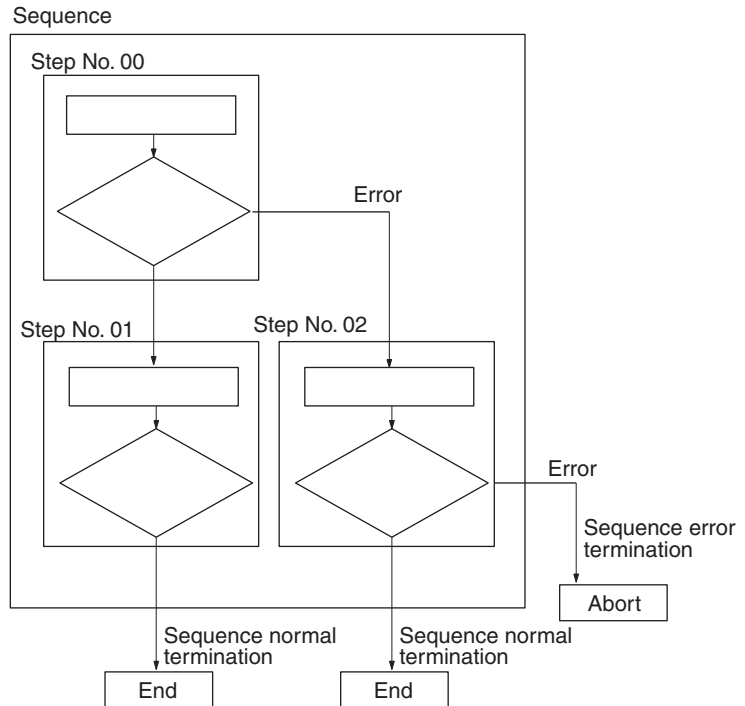 Sequence
Step No. 00
Error
Step No. 01
Step No. 02
Error
Sequence error
termination
Abort
Sequence normal
termination
End
Sequence normal
termination
End